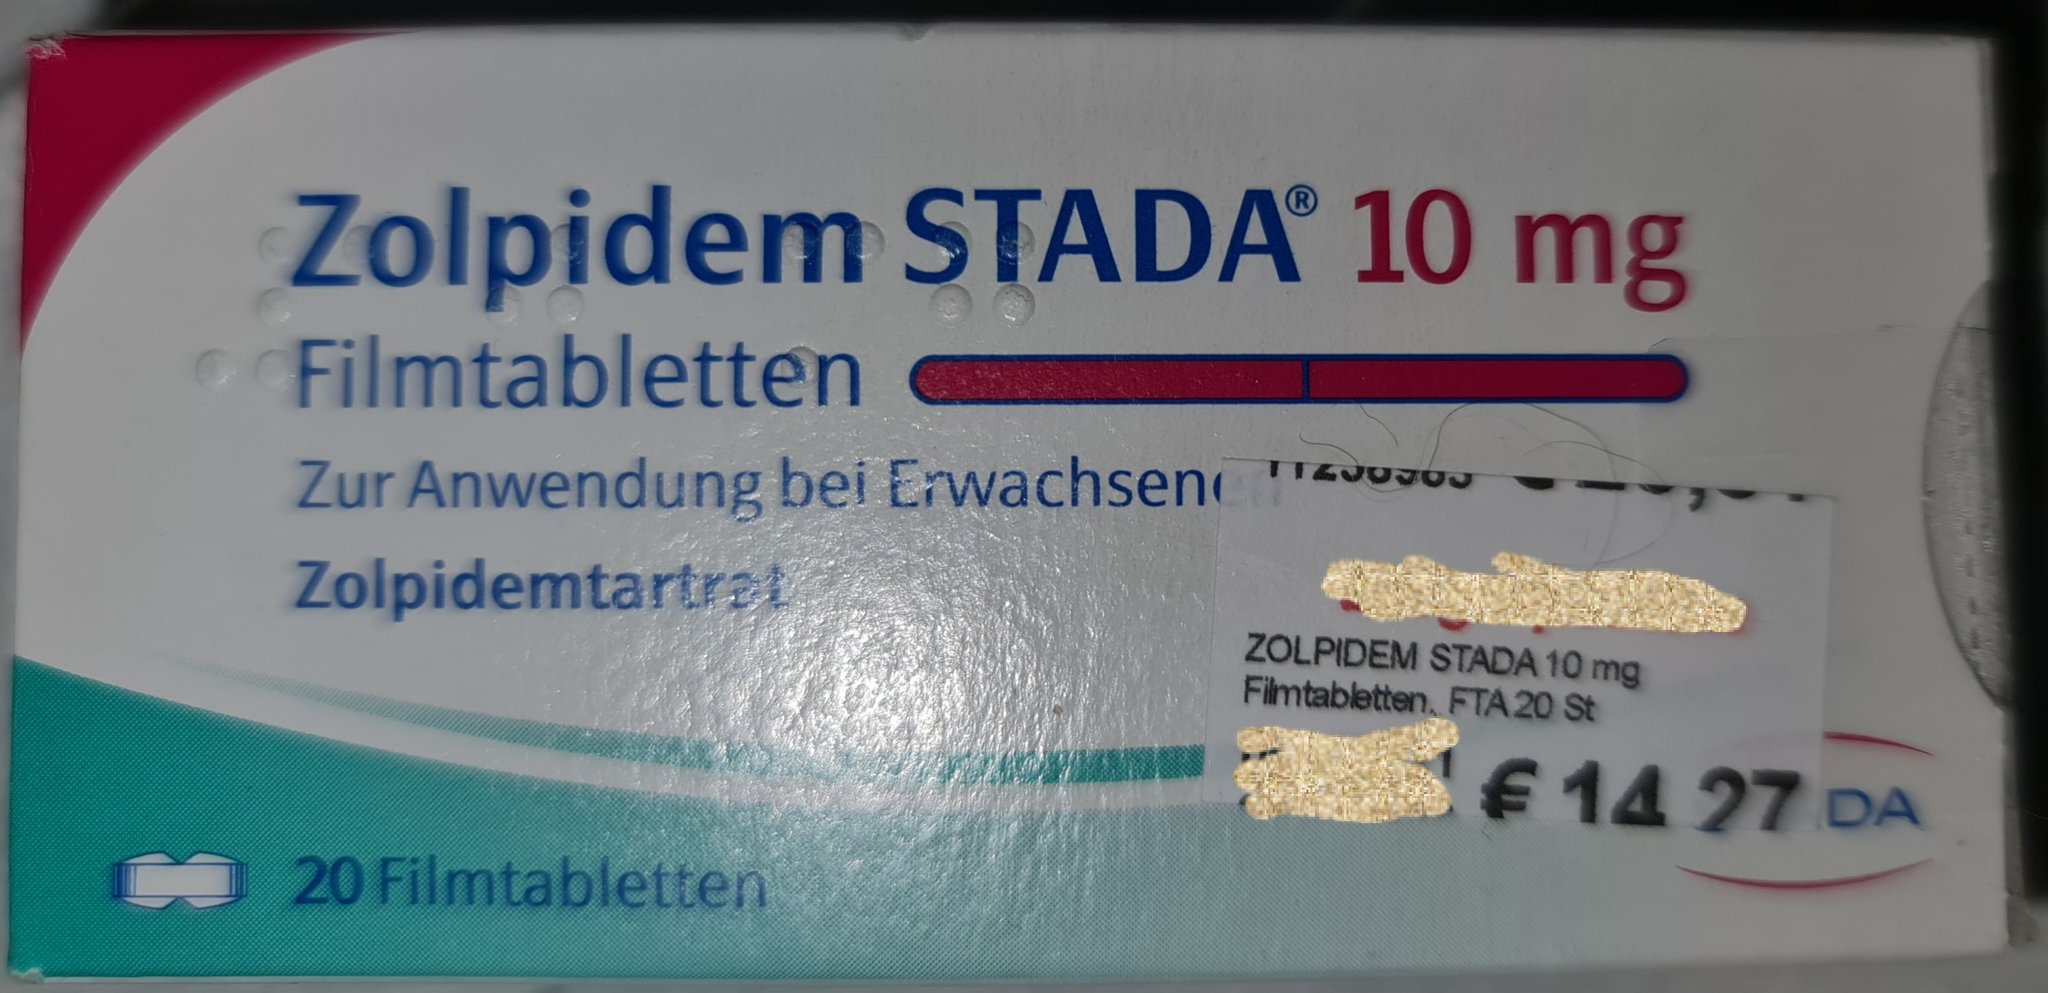 Zolpidem STADA® 10 mg
Filmtabletten
Zur Anwendung bei Erwachsenen
Zolpidemtartrat
ZOLPIDEM STADA 10 mg
Filmtabletten, FTA 20 St
€ 14 27
DA
20 Filmtabletten